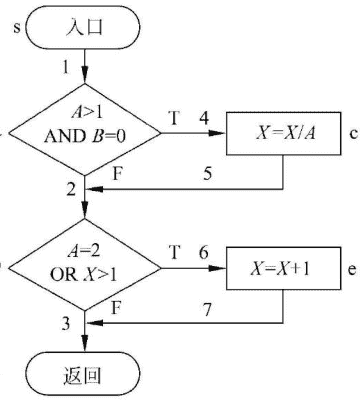 s 入口
1
A>1
AND B=0
T 4
X=X/A c
F 5
2
A=2
OR X>1
T 6
X=X+1 e
F 7
3
返回